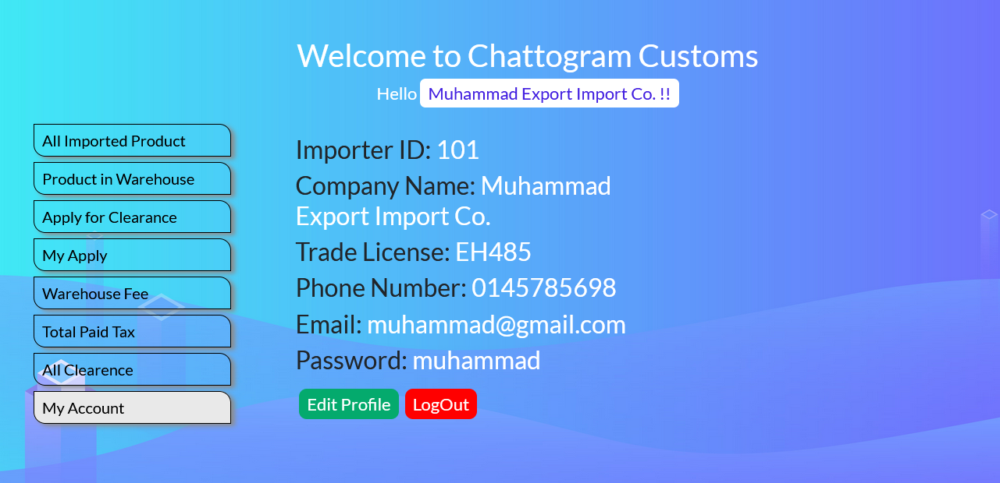 Welcome to Chattogram Customs
Hello Muhammad Export Import Co. !!
All Imported Product
Product in Warehouse
Apply for Clearance
My Apply
Warehouse Fee
Total Paid Tax
All Clearence
My Account
Importer ID: 101
Company Name: Muhammad
Export Import Co.
Trade License: EH485
Phone Number: 0145785698
Email: muhammad@gmail.com
Password: muhammad
Edit Profile LogOut